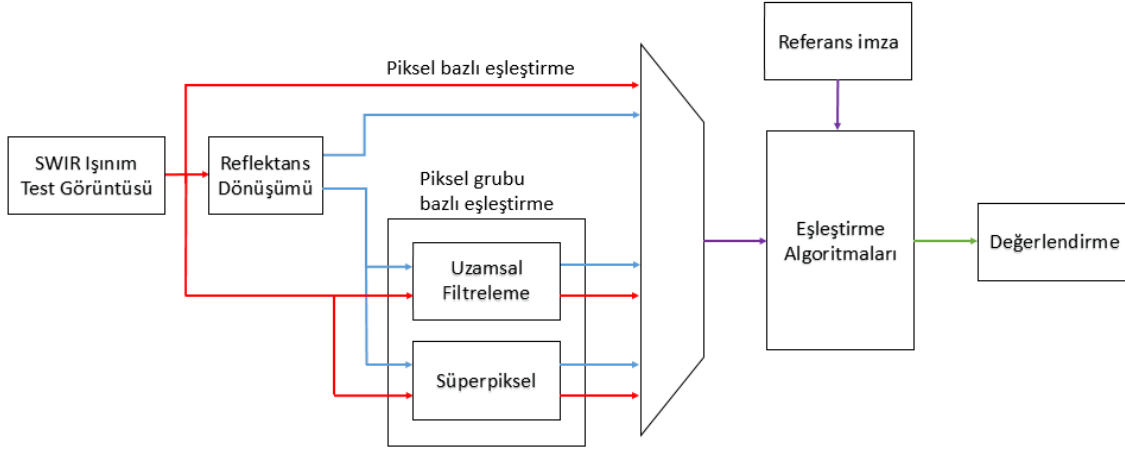 Piksel bazlı eşleştirme
Referans imza
SWIR Işınım
Test Görüntüsü
Reflektans
Dönüşümü
Piksel grubu
bazlı eşleştirme
Uzamsal
Filtreleme
Süperpiksel
Eşleştirme
Algoritmaları
Değerlendirme